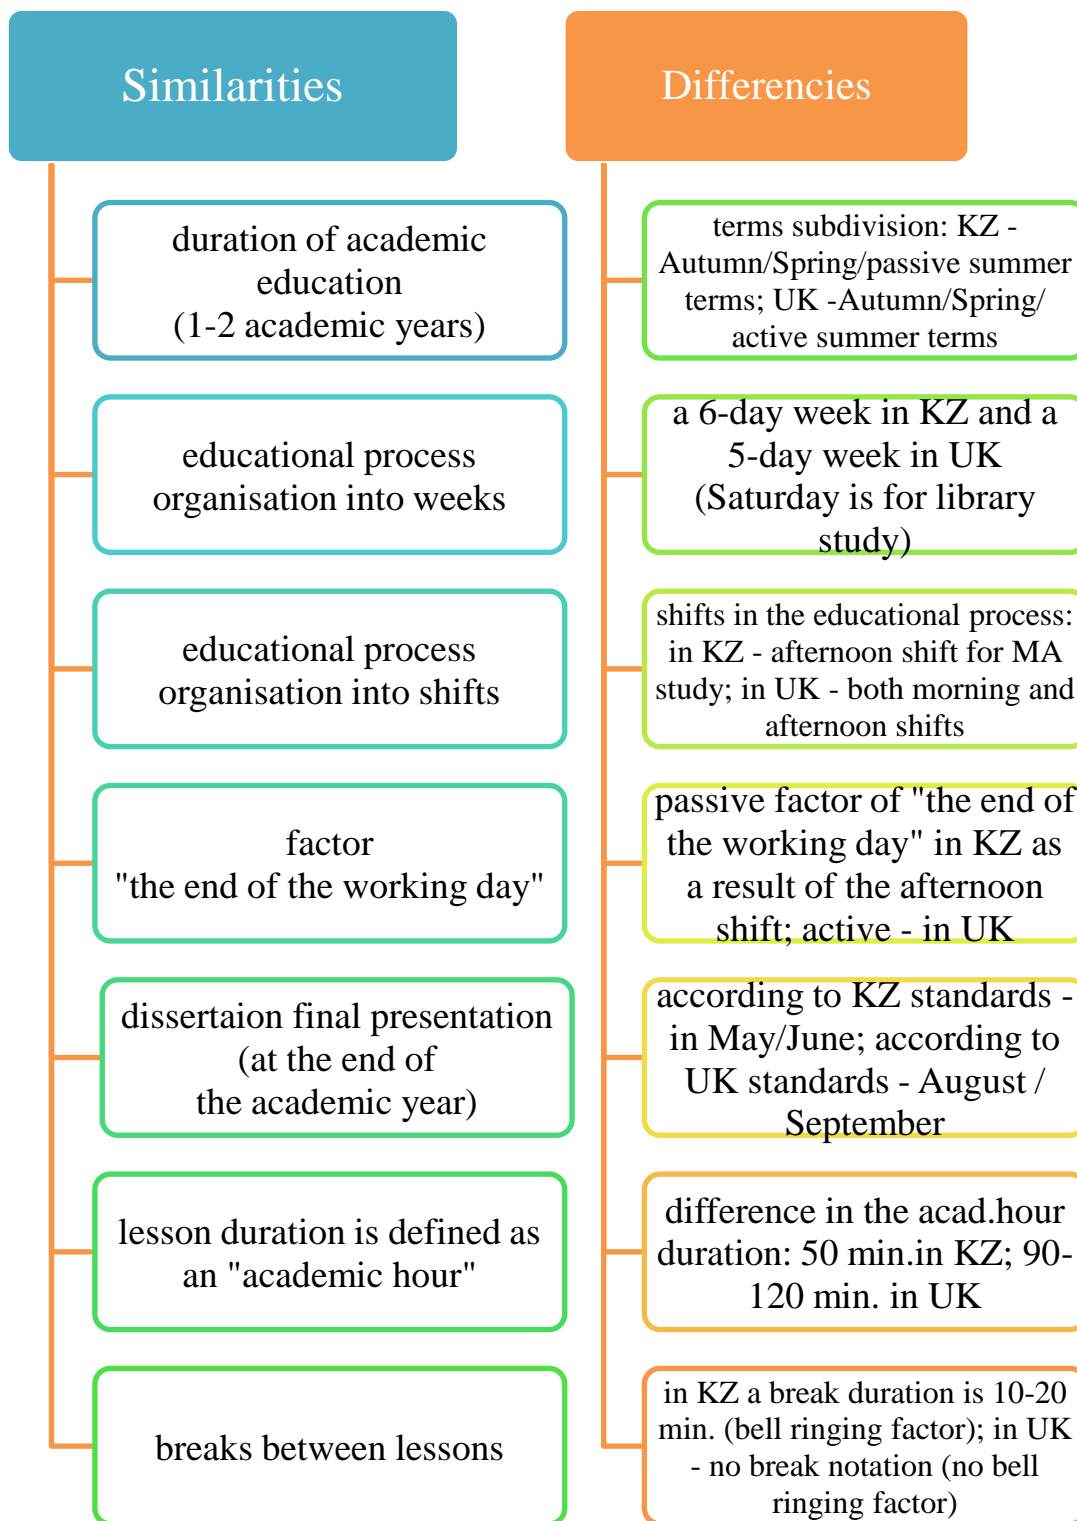 Similarities
duration of academic
education
(1-2 academic years)
educational process
organisation into weeks
educational process
organisation into shifts
factor
"the end of the working day"
dissertaion final presentation
(at the end of
the academic year)
lesson duration is defined as
an "academic hour"
breaks between lessons
Differencies
terms subdivision: KZ -
Autumn/Spring/passive summer
terms; UK -Autumn/Spring/
active summer terms
a 6-day week in KZ and a
5-day week in UK
(Saturday is for library
study)
shifts in the educational process:
in KZ - afternoon shift for MA
study; in UK - both morning and
afternoon shifts
passive factor of "the end of
the working day" in KZ as
a result of the afternoon
shift; active - in UK
according to KZ standards -
in May/June; according to
UK standards - August /
September
difference in the acad.hour
duration: 50 min.in KZ; 90-
120 min. in UK
in KZ a break duration is 10-20
min. (bell ringing factor); in UK
- no break notation (no bell
ringing factor)